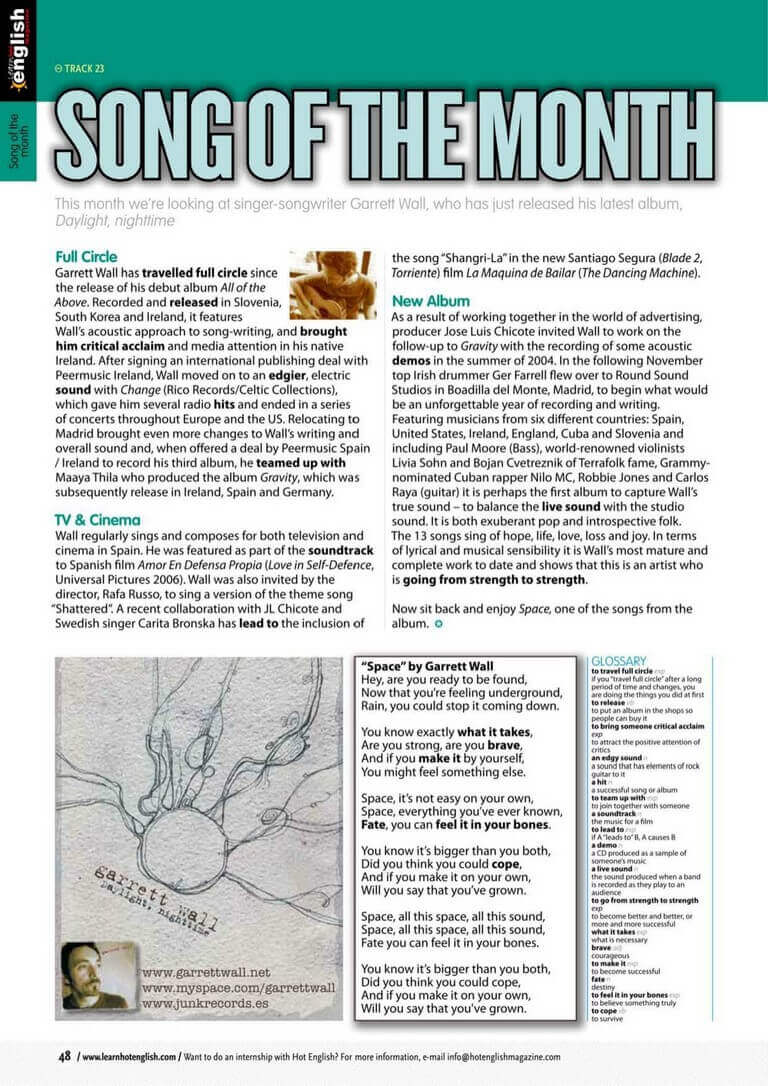 Learn hot
english
magazine
Song of the
month
TRACK 23
SONG OF THE MONTH
This month we're looking at singer-songwriter Garrett Wall, who has just released his latest album,
Daylight, nighttime
Full Circle
Garrett Wall has travelled full circle since
the release of his debut album All of the
Above. Recorded and released in Slovenia,
South Korea and Ireland, it features
Wall's acoustic approach to song-writing, and brought
him critical acclaim and media attention in his native
Ireland. After signing an international publishing deal with
Peermusic Ireland, Wall moved on to an edgier, electric
sound with Change (Rico Records/Celtic Collections),
which gave him several radio hits and ended in a series
of concerts throughout Europe and the US. Relocating to
Madrid brought even more changes to Wall's writing and
overall sound and, when offered a deal by Peermusic Spain
/ Ireland to record his third album, he teamed up with
Maaya Thila who produced the album Gravity, which was
subsequently release in Ireland, Spain and Germany.
TV & Cinema
Wall regularly sings and composes for both television and
cinema in Spain. He was featured as part of the soundtrack
to Spanish film Amor En Defensa Propia (Love in Self-Defence,
Universal Pictures 2006). Wall was also invited by the
director, Rafa Russo, to sing a version of the theme song
"Shattered". A recent collaboration with JL Chicote and
Swedish singer Carita Bronska has lead to the inclusion of
the song "Shangri-La" in the new Santiago Segura (Blade 2,
Torriente) film La Maquina de Bailar (The Dancing Machine).
New Album
As a result of working together in the world of advertising,
producer Jose Luis Chicote invited Wall to work on the
follow-up to Gravity with the recording of some acoustic
demos in the summer of 2004. In the following November
top Irish drummer Ger Farrell flew over to Round Sound
Studios in Boadilla del Monte, Madrid, to begin what would
be an unforgettable year of recording and writing.
Featuring musicians from six different countries: Spain,
United States, Ireland, England, Cuba and Slovenia and
including Paul Moore (Bass), world-renowned violinists
Livia Sohn and Bojan Cvetreznik of Terrafolk fame, Grammy-
nominated Cuban rapper Nilo MC, Robbie Jones and Carlos
Raya (guitar) it is perhaps the first album to capture Wall's
true sound – to balance the live sound with the studio
sound. It is both exuberant pop and introspective folk.
The 13 songs sing of hope, life, love, loss and joy. In terms
of lyrical and musical sensibility it is Wall's most mature and
complete work to date and shows that this is an artist who
is going from strength to strength.
Now sit back and enjoy Space, one of the songs from the
album.
garrett wall
Daylight, nighttime
www.garrettwall.net
www.myspace.com/garrettwall
www.junkrecords.es
"Space" by Garrett Wall
Hey, are you ready to be found,
Now that you're feeling underground,
Rain, you could stop it coming down.
You know exactly what it takes,
Are you strong, are you brave,
And if you make it by yourself,
You might feel something else.
Space, it's not easy on your own,
Space, everything you've ever known,
Fate, you can feel it in your bones.
You know it's bigger than you both,
Did you think you could cope,
And if you make it on your own,
Will you say that you've grown.
Space, all this space, all this sound,
Space, all this space, all this sound,
Fate you can feel it in your bones.
You know it's bigger than you both,
Did you think you could cope,
And if you make it on your own,
Will you say that you've grown.
GLOSSARY
to travel full circle exp
if you "travel full circle" after a long
period of time and changes, you
are doing the things you did at first
to release vb
to put an album in the shops so
people can buy it
to bring someone critical acclaim
exp
to attract the positive attention of
critics
an edgy sound n
a sound that has elements of rock
guitar to it
a hit n
a successful song or album
to team up with exp
to join together with someone
a soundtrack n
the music for a film
to lead to exp
if A "leads to" B, A causes B
a demo n
a CD produced as a sample of
someone's music
a live sound n
the sound produced when a band
is recorded as they play to an
audience
to go from strength to strength
exp
to become better and better, or
more and more successful
what it takes exp
what is necessary
brave adj
courageous
to make it exp
to become successful
fate n
destiny
to feel it in your bones exp
to believe something truly
to cope vb
to survive
48 / www.learnhotenglish.com / Want to do an internship with Hot English? For more information, e-mail info@hotenglishmagazine.com